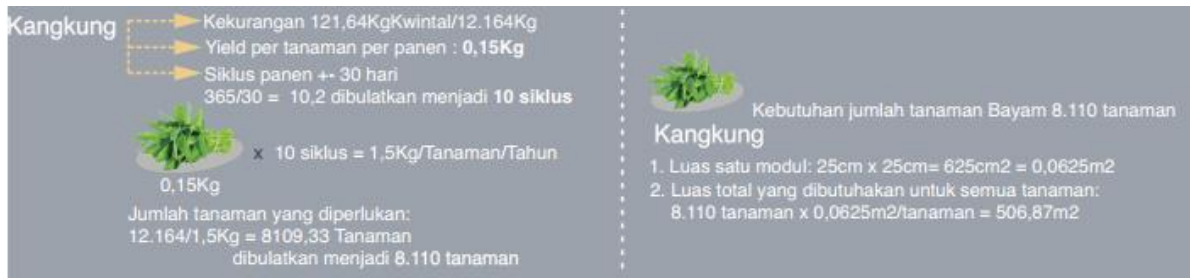 Kangkung
Kekurangan 121,64KgKwintal/12.164Kg
Yield per tanaman per panen : 0,15Kg
Siklus panen +- 30 hari
365/30 = 10,2 dibulatkan menjadi 10 siklus
x 10 siklus = 1,5Kg/Tanaman/Tahun
0,15Kg
Jumlah tanaman yang diperlukan:
12.164/1,5Kg = 8109,33 Tanaman
dibulatkan menjadi 8.110 tanaman
Kebutuhan jumlah tanaman Bayam 8.110 tanaman
Kangkung
1. Luas satu modul: 25cm x 25cm= 625cm2 = 0,0625m2
2. Luas total yang dibutuhakan untuk semua tanaman:
8.110 tanaman x 0,0625m2/tanaman = 506,87m2